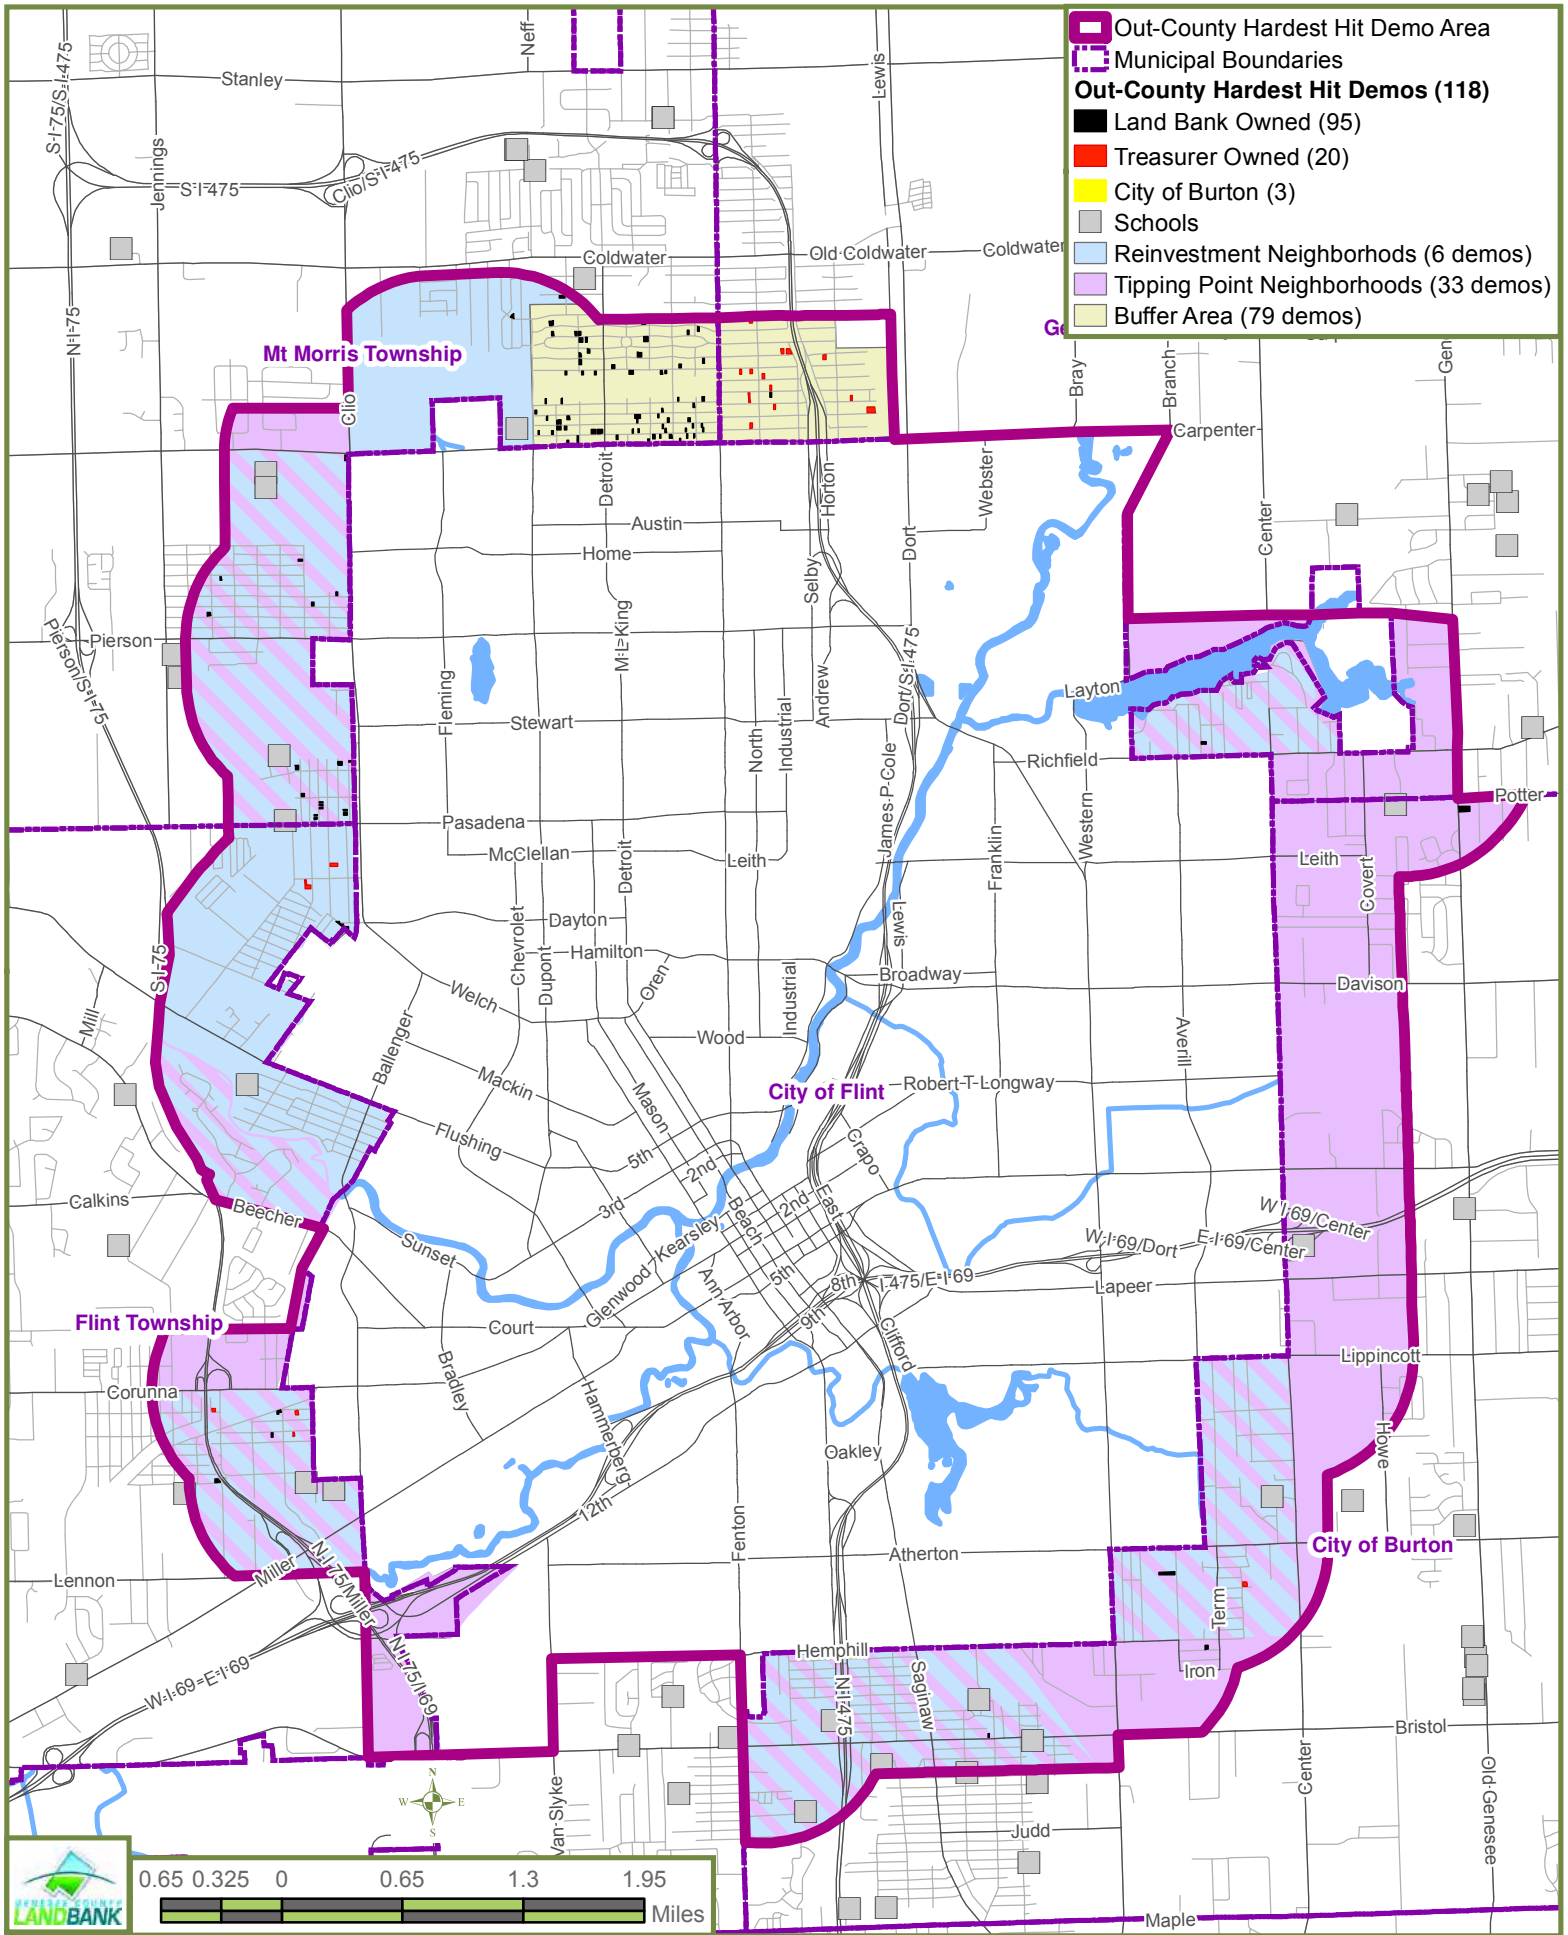 Out-County Hardest Hit Demo Area
Municipal Boundaries
Out-County Hardest Hit Demos (118)
Land Bank Owned (95)
Treasurer Owned (20)
City of Burton (3)
Schools
Reinvestment Neighborhods (6 demos)
Tipping Point Neighborhoods (33 demos)
Buffer Area (79 demos)
Neff
Lewis
S-I-75/S-I-475
Stanley
Jennings
S-I-475
Clio/S-I-475
Coldwater
Old-Coldwater
Coldwater
N-I-75
Mt Morris Township
Ge
Gen
Bray
Branch
Clio
Carpenter
Detroit
Horton
Webster
Center
Austin
Home
Dort
Selby
Pierson
Pierson/S-I-75
M-L-King
Fleming
Andrew
Dort/S-I-475
Layton
Stewart
North
Industrial
James-P-Cole
Richfield
Western
Potter
Pasadena
McClellan
Leith
Detroit
Franklin
Leith
Covert
Chevrolet
Dayton
Lewis
Dupont
Hamilton
Oren
Broadway
Davison
S-I-75
Mill
Welch
Industrial
Wood
Averill
Ballenger
Mackin
Mason
City of Flint
Robert-T-Longway
Flushing
5th
2nd
Crapo
Calkins
Beecher
3rd
Beach
2nd
East
W-I-69/Center
Sunset
Kearsley
W-I-69/Dort
E-I-69/Center
Glenwood
Ann-Arbor
5th
8th
I-475/E-I-69
Lapeer
9th
Flint Township
Court
Clifford
Lippincott
Corunna
Bradley
Hammerberg
Oakley
Howe
12th
Fenton
Atherton
City of Burton
Lennon
Miller
N-I-75/Miller
Term
Hemphill
Iron
N-I-75/I-69
W-I-69-E-I-69
N-I-475
Saginaw
Bristol
Center
Old-Genesee
N
W
E
S
Van-Slyke
Judd
Maple
GENESEE COUNTY
LANDBANK
0.65 0.325 0 0.65 1.3 1.95
Miles